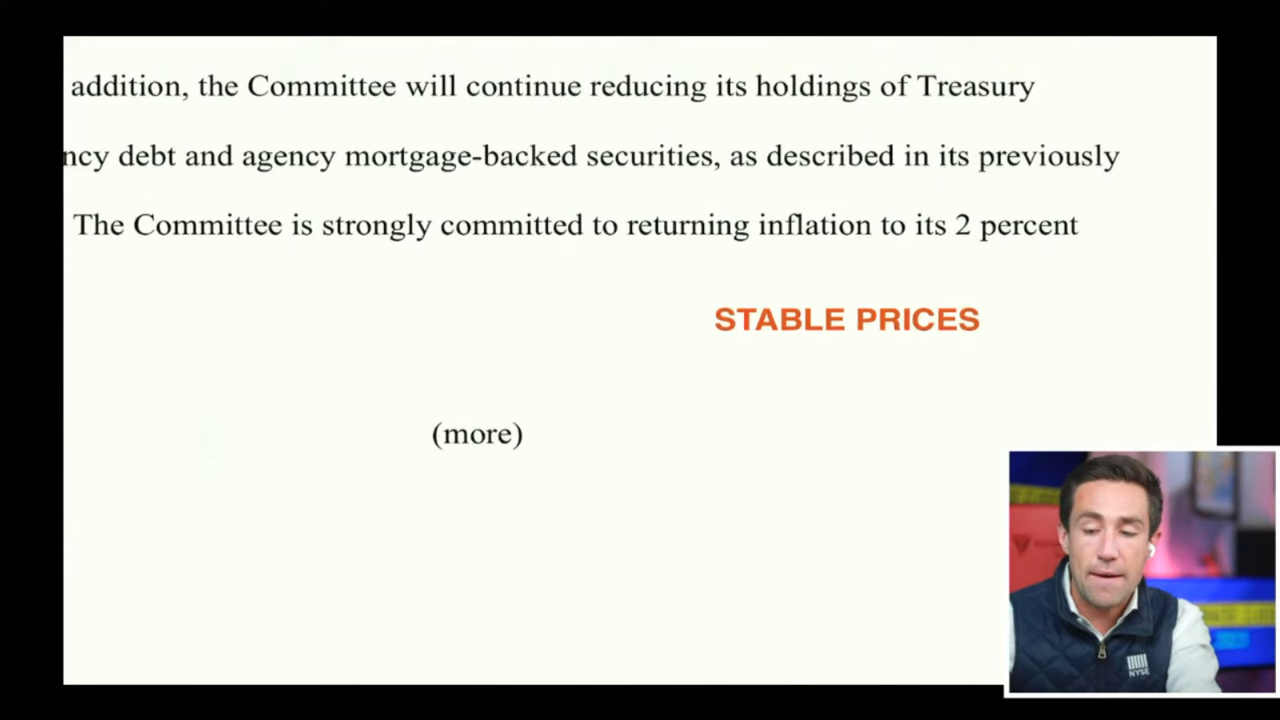 addition, the Committee will continue reducing its holdings of Treasury
ncy debt and agency mortgage-backed securities, as described in its previously
The Committee is strongly committed to returning inflation to its 2 percent
STABLE PRICES
(more)
NYSE